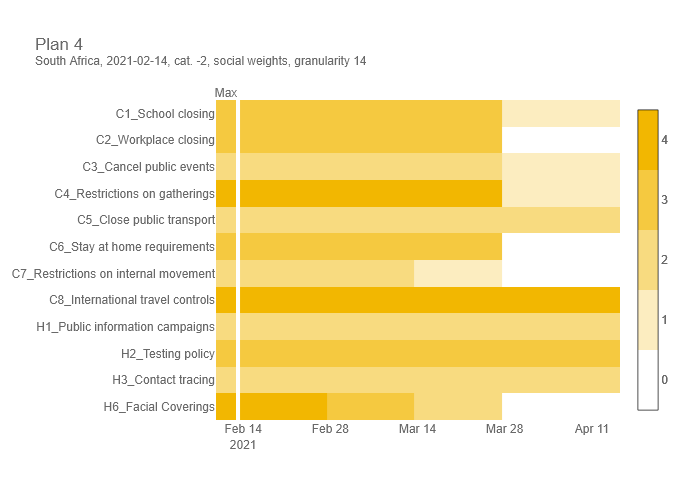 Plan 4
South Africa, 2021-02-14, cat. -2, social weights, granularity 14
Max
C1_School closing
C2_Workplace closing
C3_Cancel public events
C4_Restrictions on gatherings
C5_Close public transport
C6_Stay at home requirements
C7_Restrictions on internal movement
C8_International travel controls
H1_Public information campaigns
H2_Testing policy
H3_Contact tracing
H6_Facial Coverings
Feb 14 Feb 28 Mar 14 Mar 28 Apr 11
2021
4
3
2
1
0